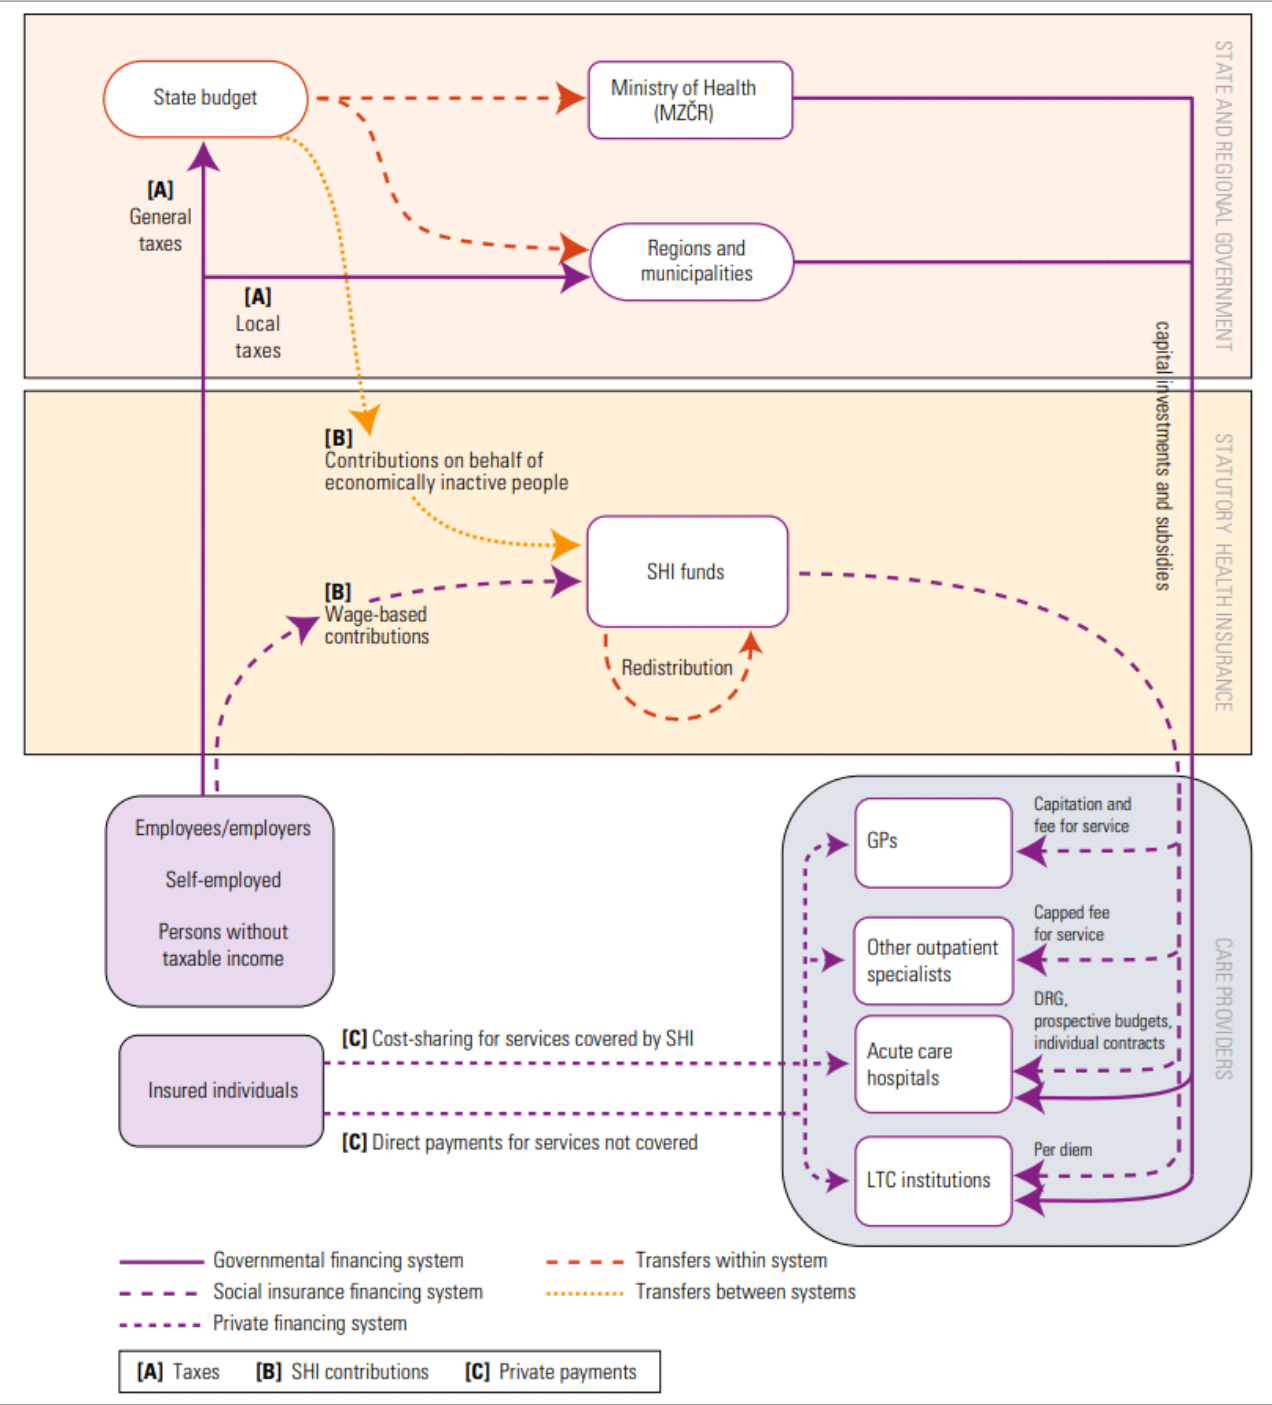 State budget
Ministry of Health
(MZČR)
[A]
General
taxes
Regions and
municipalities
[A]
Local
taxes
STATE AND REGIONAL GOVERNMENT
capital investments and subsidies
[B]
Contributions on behalf of
economically inactive people
SHI funds
[B]
Wage-based
contributions
Redistribution
STATUTORY HEALTH INSURANCE
Employees/employers
Self-employed
Persons without
taxable income
Insured individuals
[C] Cost-sharing for services covered by SHI
[C] Direct payments for services not covered
GPs
Capitation and
fee for service
Other outpatient
specialists
Capped fee
for service
Acute care
hospitals
DRG,
prospective budgets,
individual contracts
LTC institutions
Per diem
CARE PROVIDERS
Governmental financing system
Social insurance financing system
Private financing system
Transfers within system
Transfers between systems
[A] Taxes [B] SHI contributions [C] Private payments